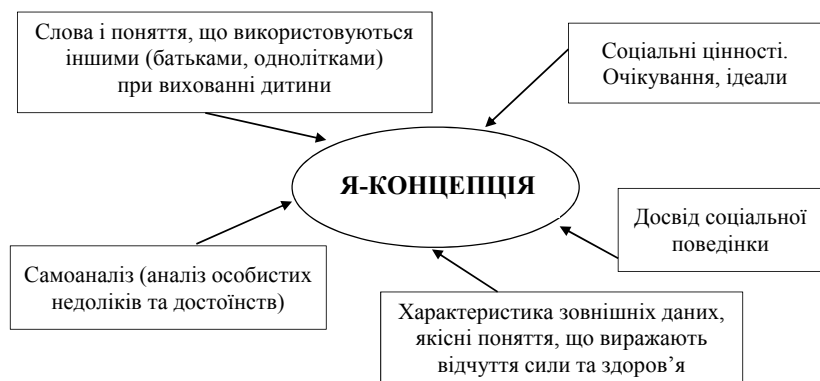 Слова і поняття, що використовуються
іншими (батьками, однолітками)
при вихованні дитини
Соціальні цінності.
Очікування, ідеали
Я-КОНЦЕПЦІЯ
Досвід соціальної
поведінки
Самоаналіз (аналіз особистих
недоліків та достоїнств)
Характеристика зовнішніх даних,
якісні поняття, що виражають
відчуття сили та здоров’я